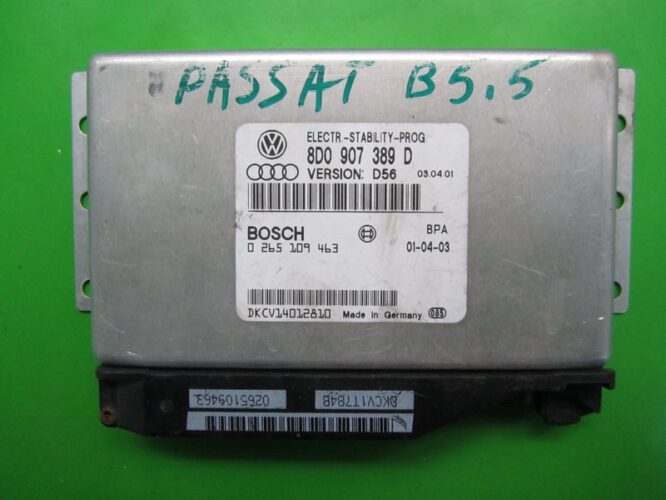 PASSAT B5.5
ELECTR-STABILITY-PROG
8D0 907 389 D
VERSION: D56 03.04.01
BOSCH BPA
0 265 109 463 01-04-03
DKCV14012810 Made in Germany
0265109463 DKCV1T7B4B